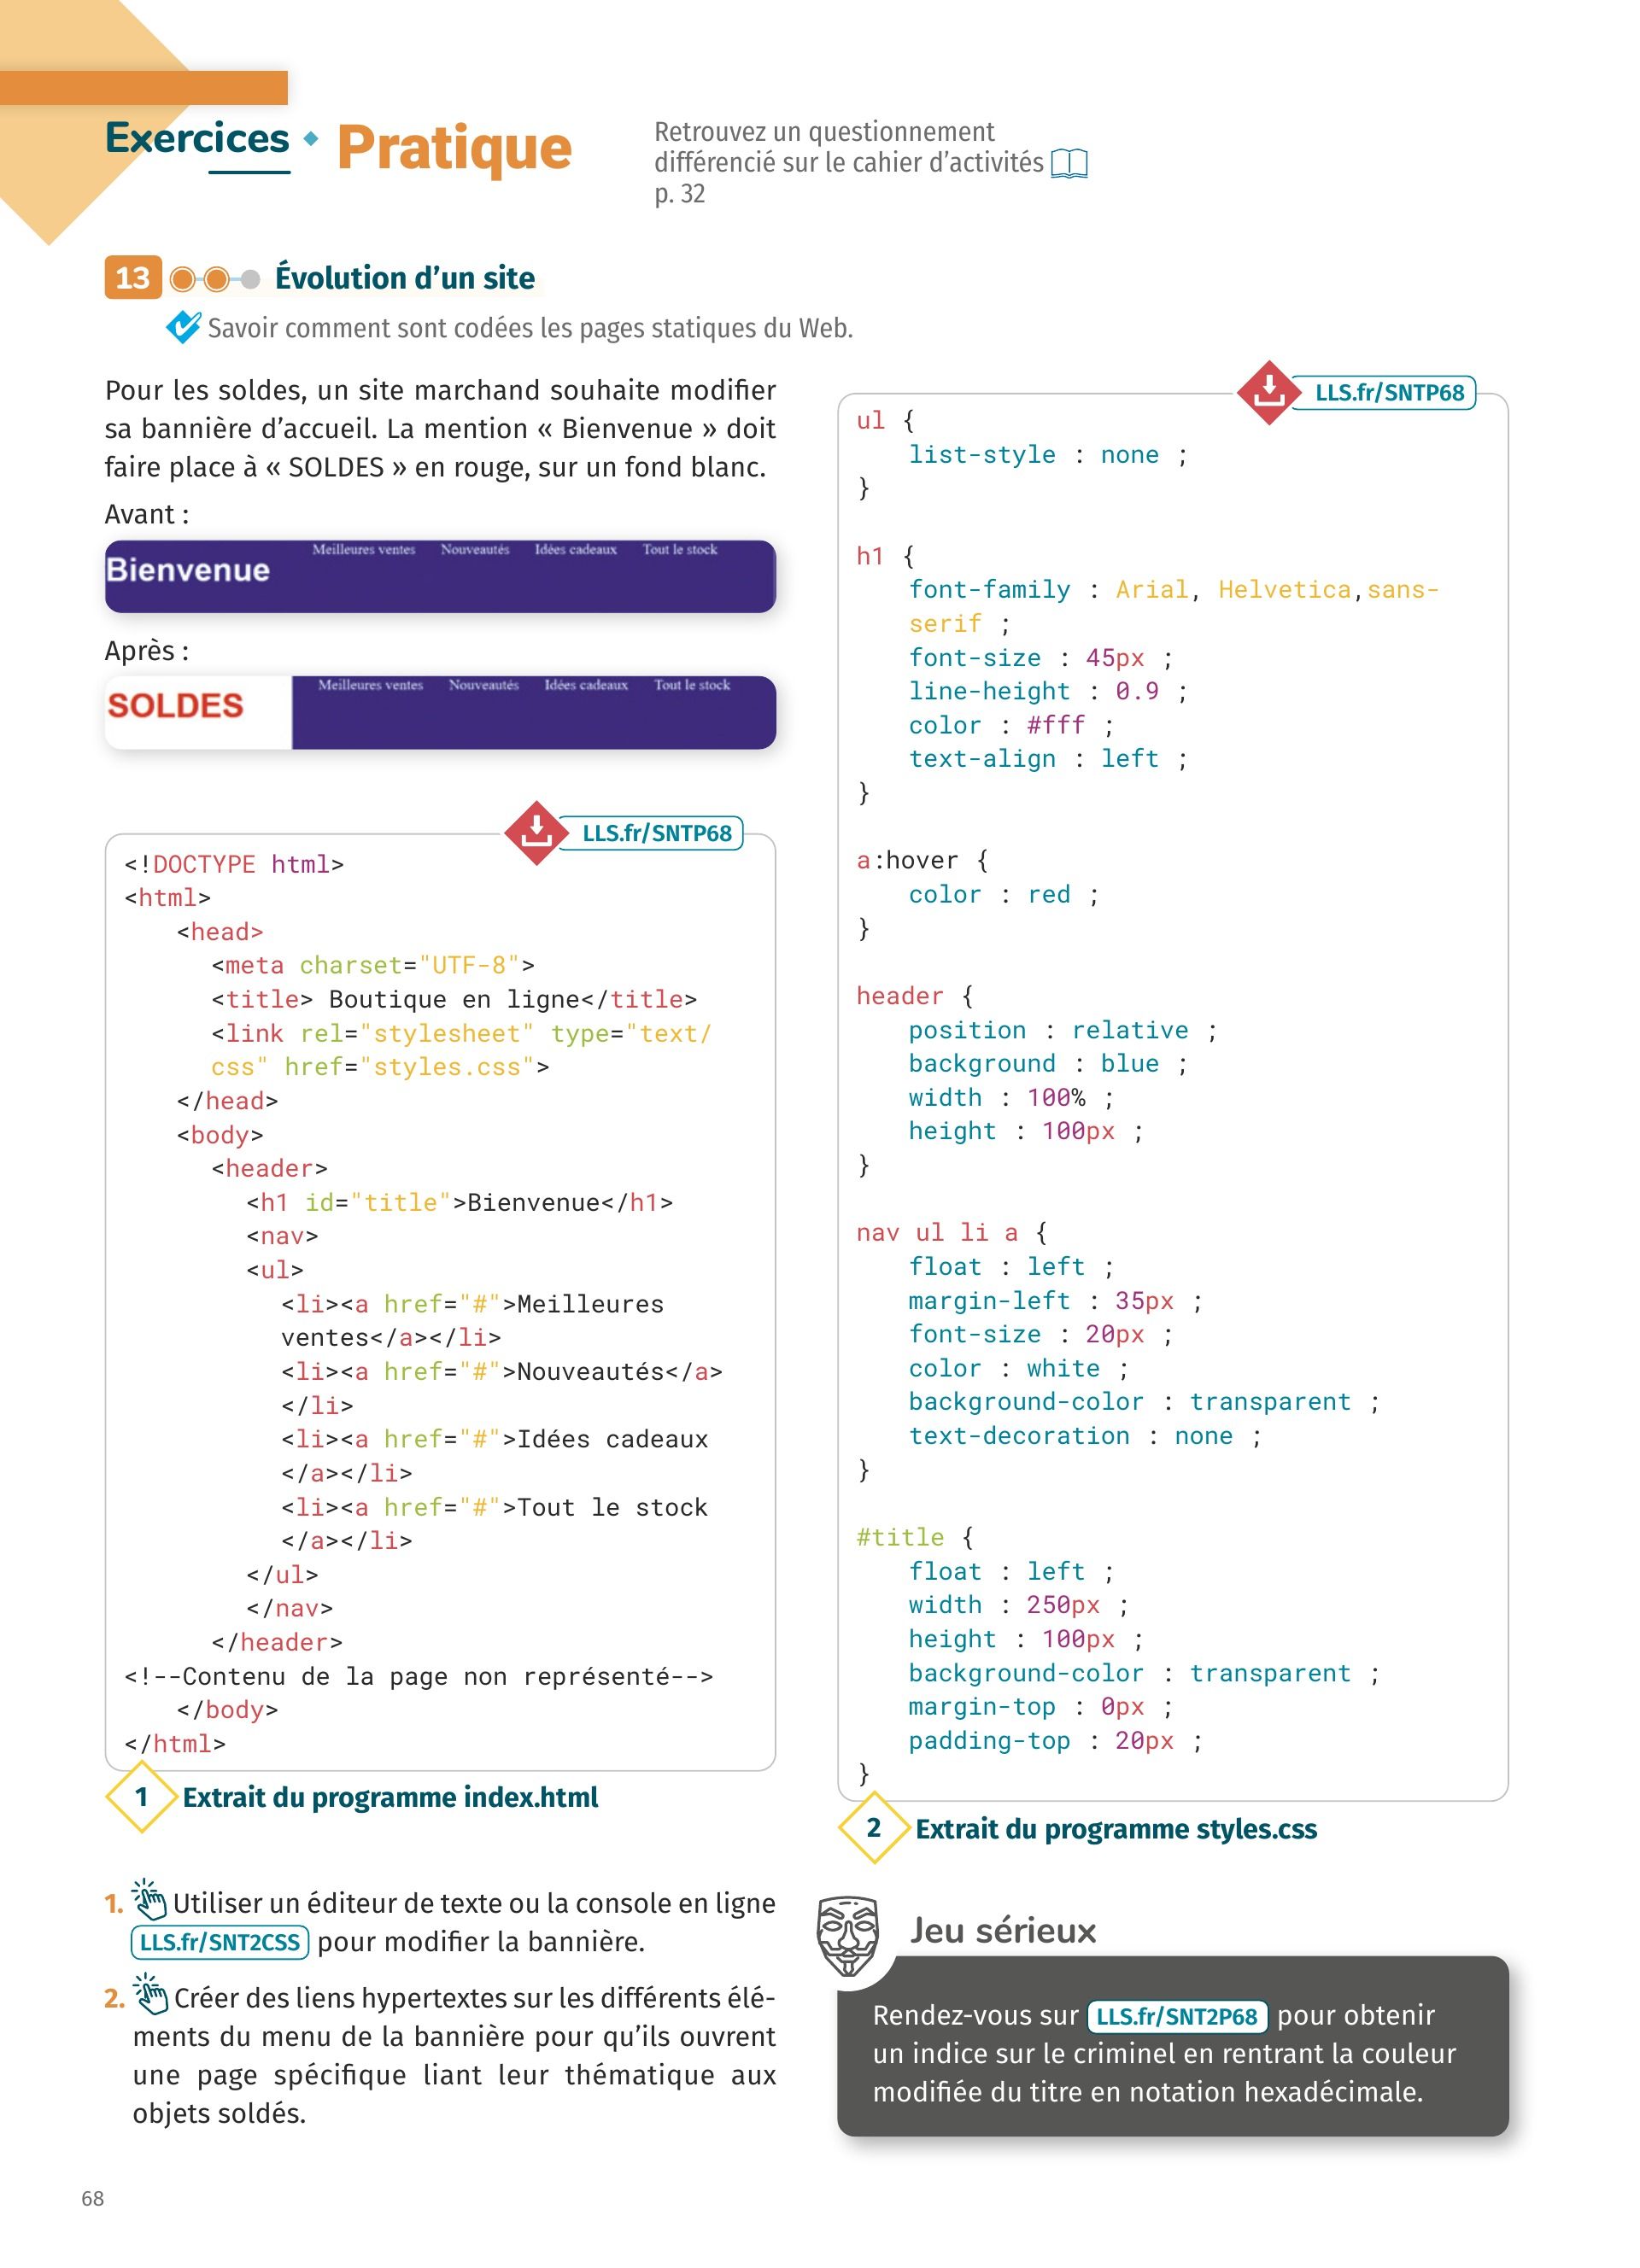 Exercices
Pratique
Retrouvez un questionnement
différencié sur le cahier d'activités
p. 32
13 Évolution d'un site
Savoir comment sont codées les pages statiques du Web.
Pour les soldes, un site marchand souhaite modifier
sa bannière d'accueil. La mention « Bienvenue » doit
faire place à « SOLDES » en rouge, sur un fond blanc.
Avant :
Bienvenue Meilleures ventes Nouveautés Idées cadeaux Tout le stock
Après :
SOLDES Meilleures ventes Nouveautés Idées cadeaux Tout le stock
LLS.fr/SNTP68
<!DOCTYPE html>
<html>
<head>
<meta charset="UTF-8">
<title> Boutique en ligne</title>
<link rel="stylesheet" type="text/
css" href="styles.css">
</head>
<body>
<header>
<h1 id="title">Bienvenue</h1>
<nav>
<ul>
<li><a href="#">Meilleures
ventes</a></li>
<li><a href="#">Nouveautés</a>
</li>
<li><a href="#">Idées cadeaux
</a></li>
<li><a href="#">Tout le stock
</a></li>
</ul>
</nav>
</header>
<!--Contenu de la page non représenté-->
</body>
</html>
1 Extrait du programme index.html
1. Utiliser un éditeur de texte ou la console en ligne
LLS.fr/SNT2CSS pour modifier la bannière.
2. Créer des liens hypertextes sur les différents élé-
ments du menu de la bannière pour qu'ils ouvrent
une page spécifique liant leur thématique aux
objets soldés.
LLS.fr/SNTP68
ul {
list-style : none ;
}
h1 {
font-family : Arial, Helvetica,sans-
serif ;
font-size : 45px ;
line-height : 0.9 ;
color : #fff ;
text-align : left ;
}
a:hover {
color : red ;
}
header {
position : relative ;
background : blue ;
width : 100% ;
height : 100px ;
}
nav ul li a {
float : left ;
margin-left : 35px ;
font-size : 20px ;
color : white ;
background-color : transparent ;
text-decoration : none ;
}
#title {
float : left ;
width : 250px ;
height : 100px ;
background-color : transparent ;
margin-top : 0px ;
padding-top : 20px ;
}
2 Extrait du programme styles.css
Jeu sérieux
Rendez-vous sur LLS.fr/SNT2P68 pour obtenir
un indice sur le criminel en rentrant la couleur
modifiée du titre en notation hexadécimale.
68